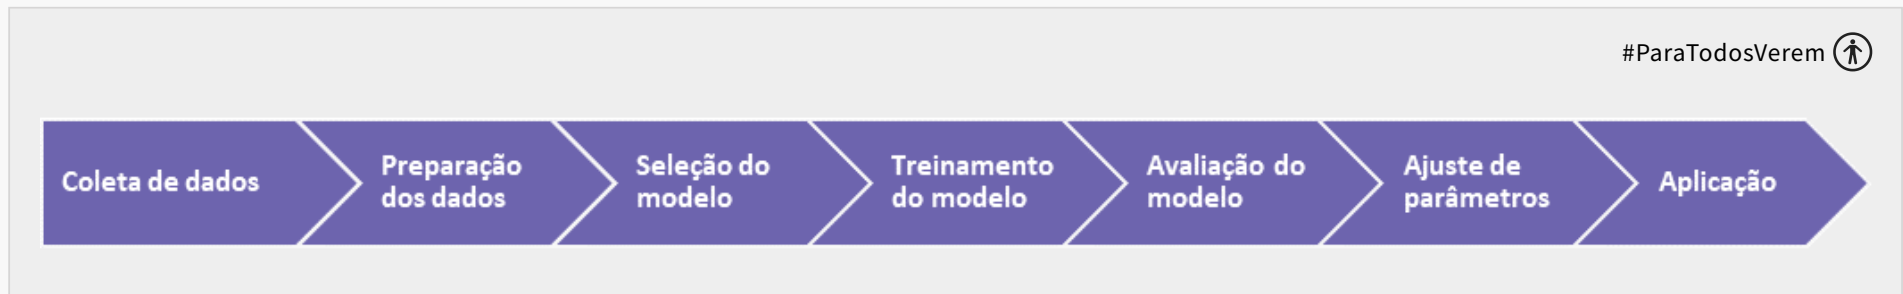 #ParaTodosVerem
Coleta de dados
Preparação
dos dados
Seleção do
modelo
Treinamento
do modelo
Avaliação do
modelo
Ajuste de
parâmetros
Aplicação